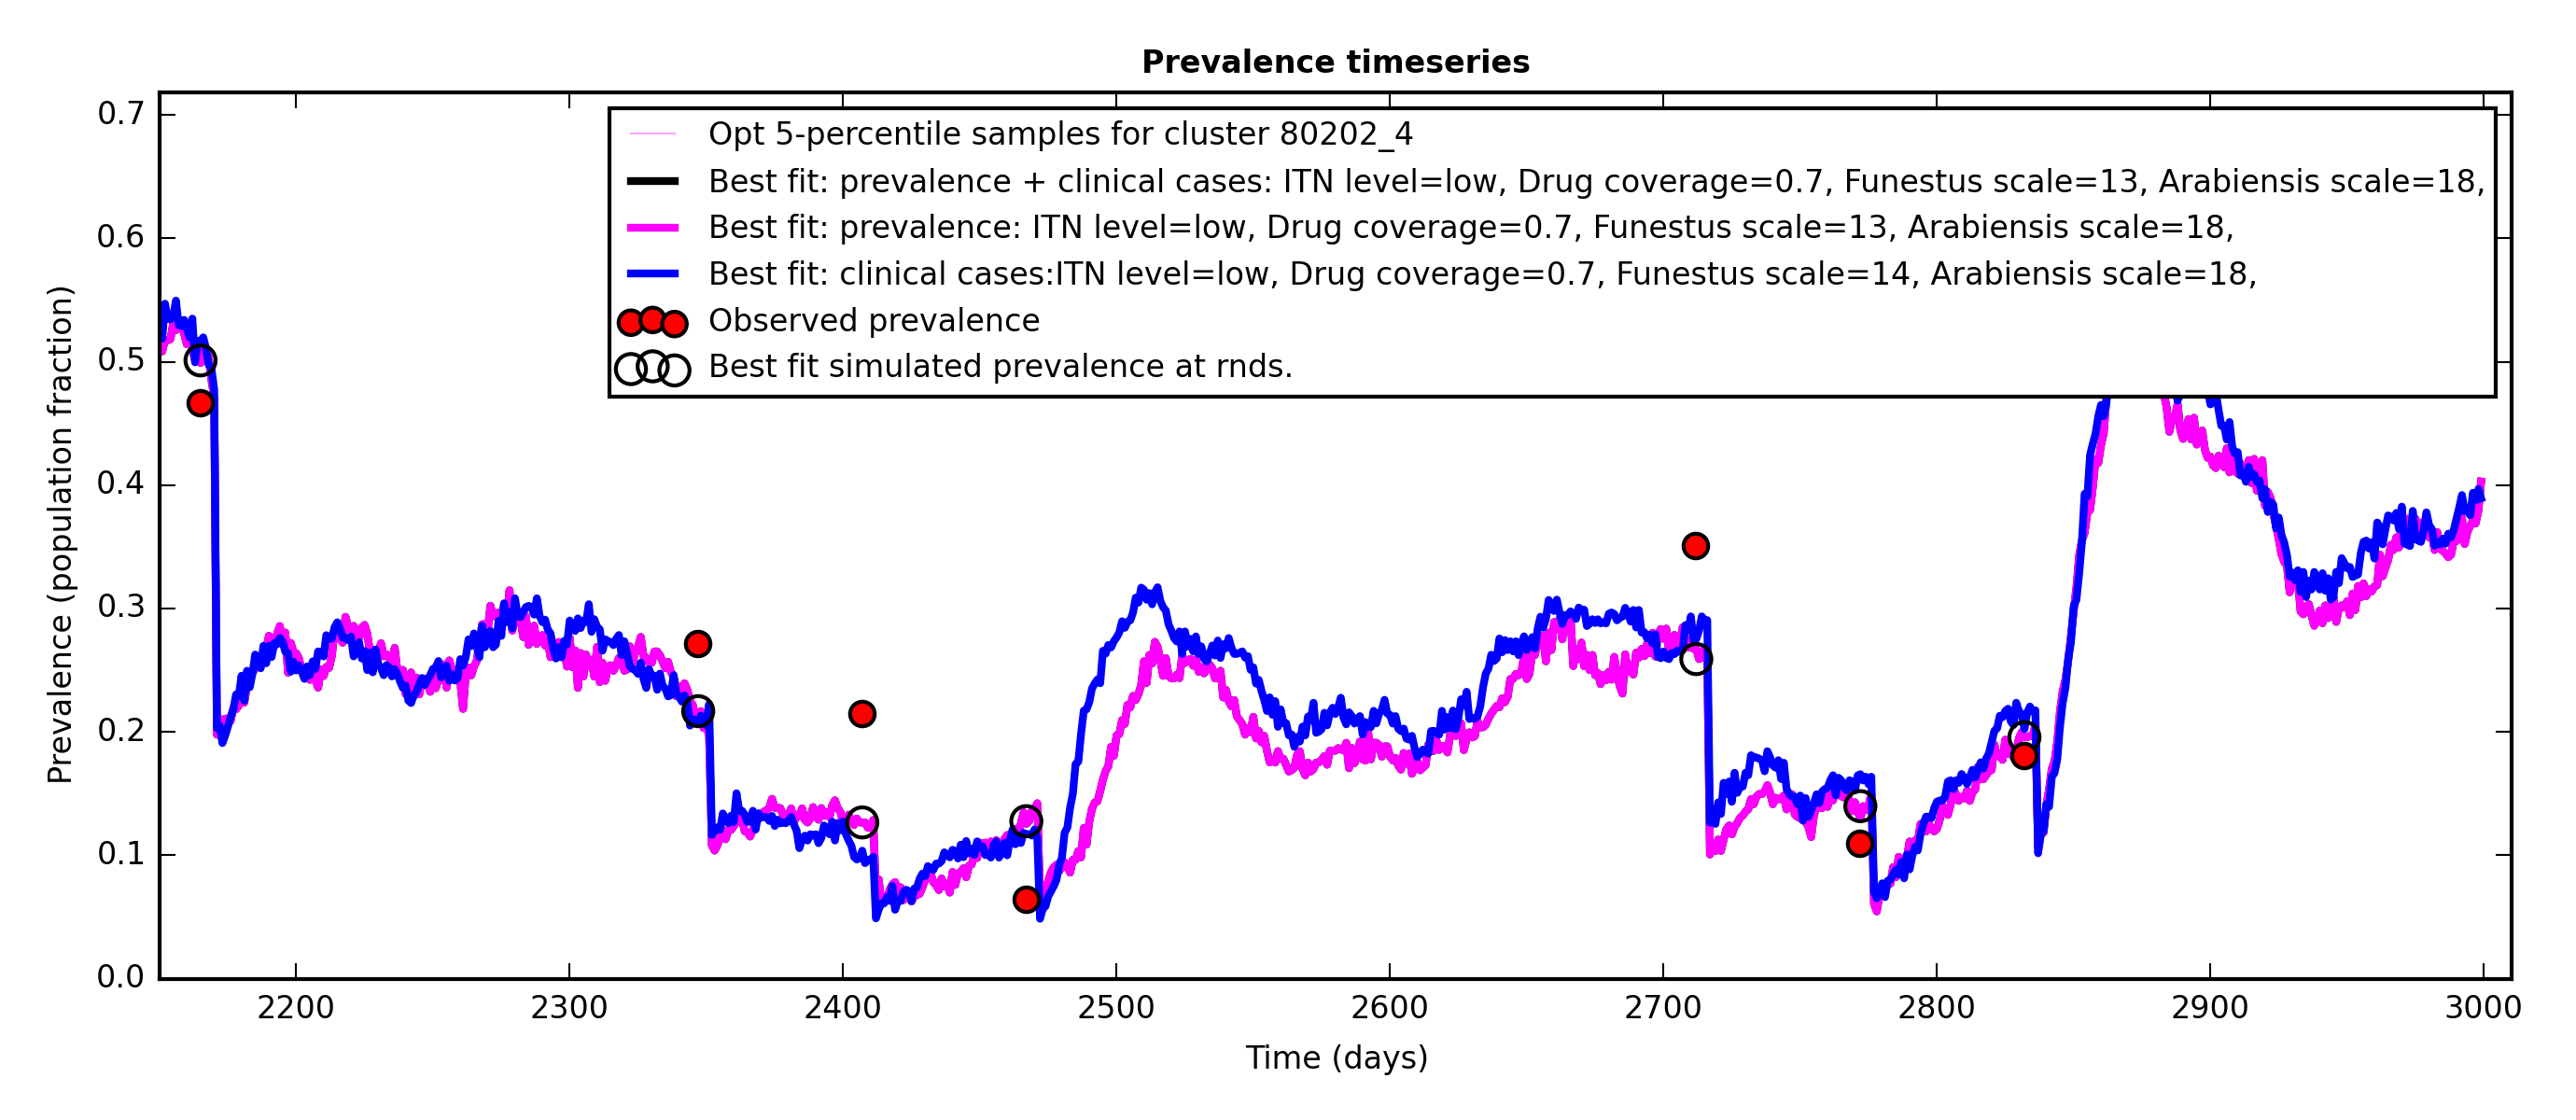 Prevalence timeseries
0.7
0.6
0.5
0.4
0.3
0.2
0.1
0.0
Prevalence (population fraction)
Opt 5-percentile samples for cluster 80202_4
Best fit: prevalence + clinical cases: ITN level=low, Drug coverage=0.7, Funestus scale=13, Arabiensis scale=18,
Best fit: prevalence: ITN level=low, Drug coverage=0.7, Funestus scale=13, Arabiensis scale=18,
Best fit: clinical cases:ITN level=low, Drug coverage=0.7, Funestus scale=14, Arabiensis scale=18,
Observed prevalence
Best fit simulated prevalence at rnds.
2200 2300 2400 2500 2600 2700 2800 2900 3000
Time (days)